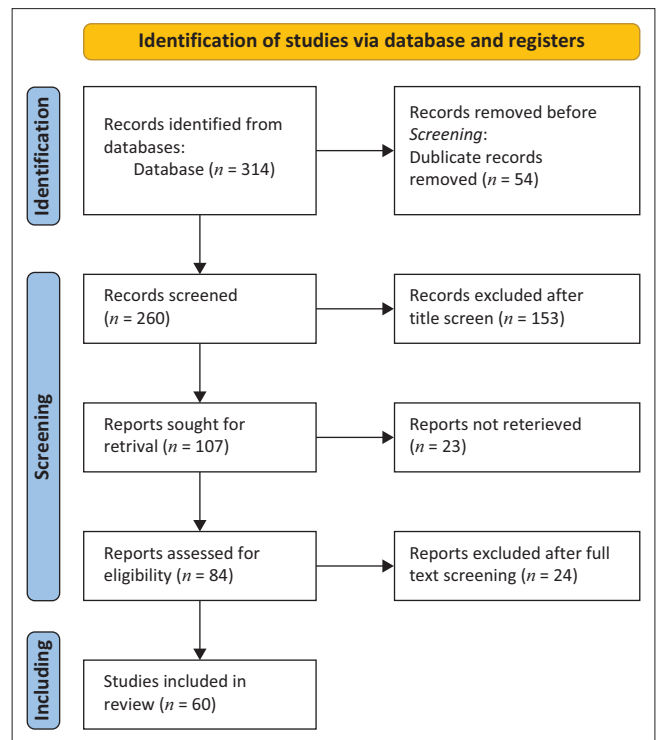 Identification of studies via database and registers
Identification
Records identified from
databases:
Database (n = 314)
Records removed before
Screening:
Dublicate records
removed (n = 54)
Screening
Records screened
(n = 260)
Records excluded after
title screen (n = 153)
Reports sought for
retrival (n = 107)
Reports not reterieved
(n = 23)
Reports assessed for
eligibility (n = 84)
Reports excluded after full
text screening (n = 24)
Including
Studies included in
review (n = 60)